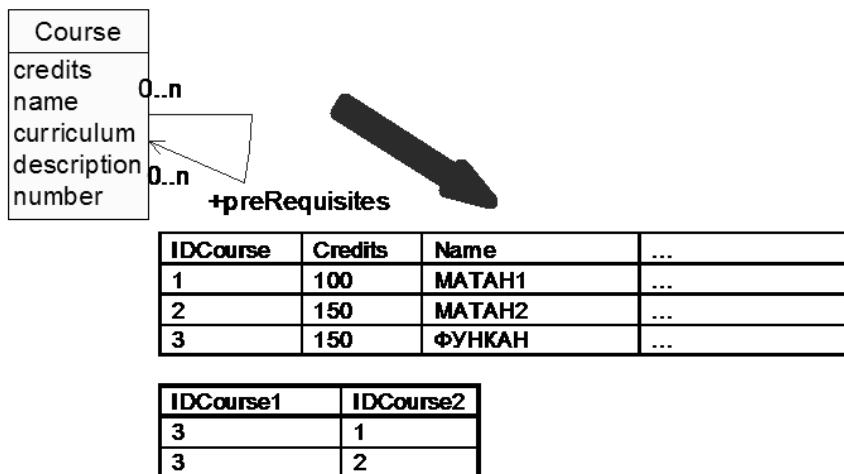 Course
credits
name
curriculum
description
number
0..n
0..n
+preRequisites
IDCourse Credits Name ...
1 100 МАТАН1 ...
2 150 МАТАН2 ...
3 150 ФУНКАН ...
IDCourse1 IDCourse2
3 1
3 2